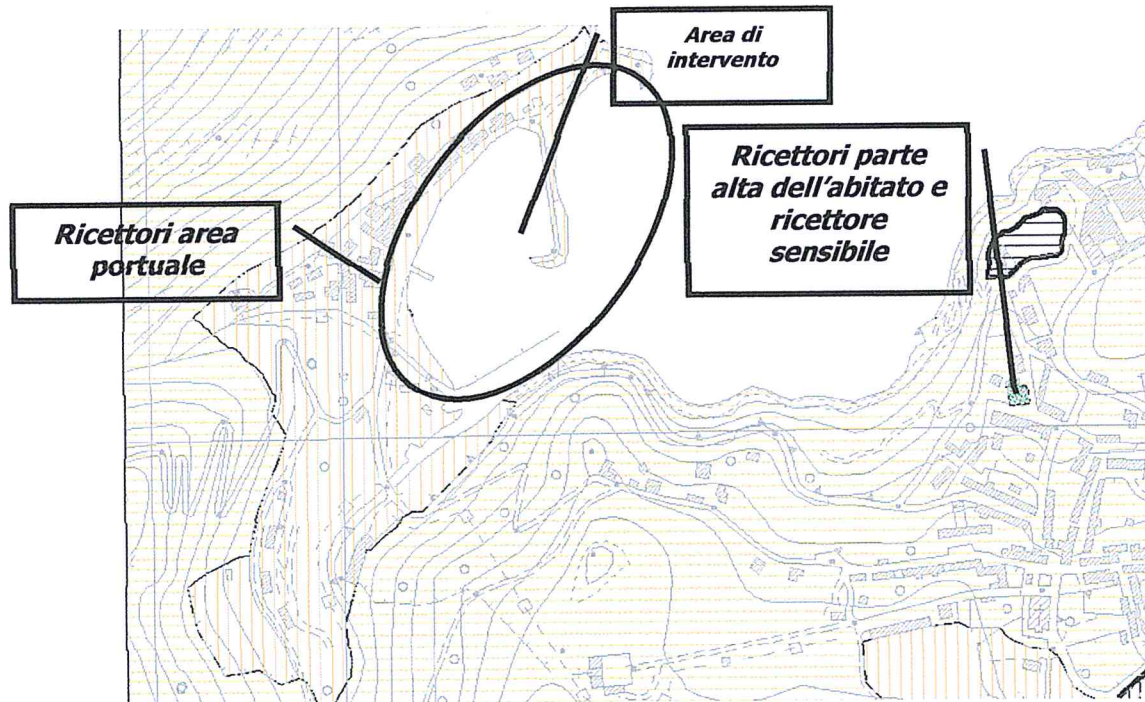 Area di
intervento
Ricettori parte
alta dell'abitato e
ricettore
sensibile
Ricettori area
portuale